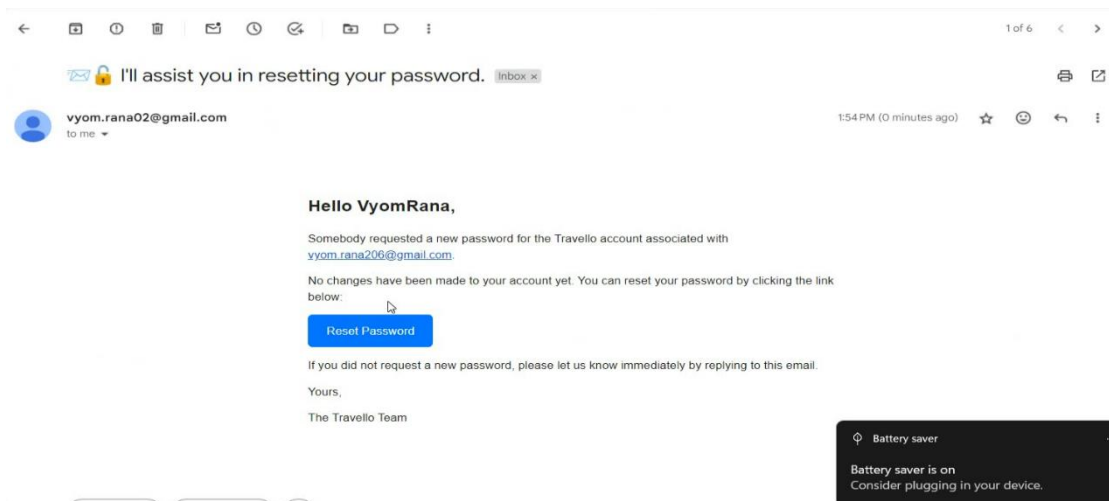 1 of 6
📨🔓 I'll assist you in resetting your password. Inbox ×
vyom.rana02@gmail.com
1:54 PM (0 minutes ago)
to me
Hello VyomRana,
Somebody requested a new password for the Travello account associated with
vyom.rana206@gmail.com.
No changes have been made to your account yet. You can reset your password by clicking the link
below:
Reset Password
If you did not request a new password, please let us know immediately by replying to this email.
Yours,
The Travello Team
Battery saver
Battery saver is on
Consider plugging in your device.